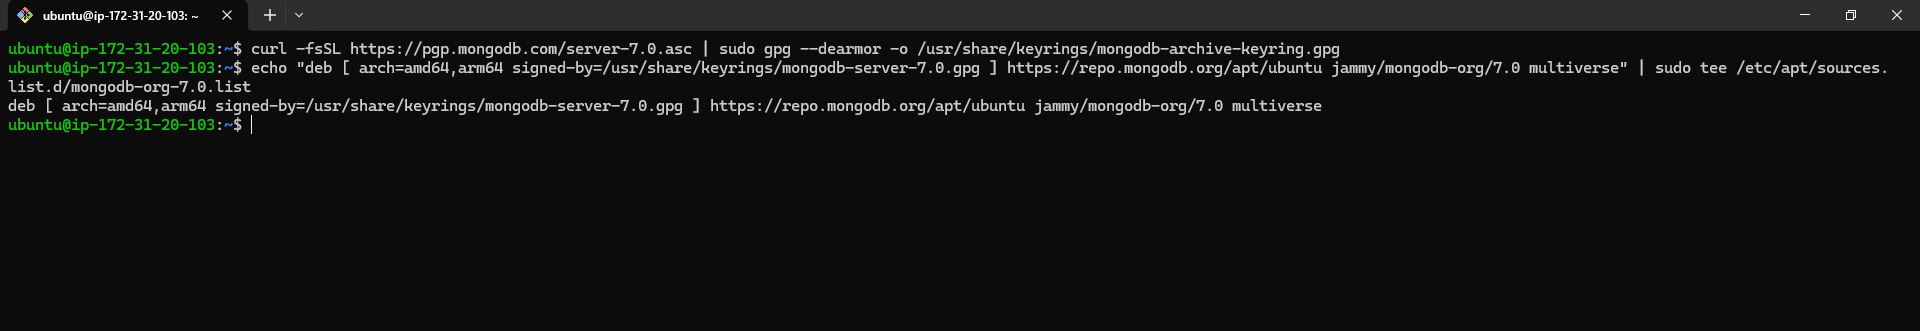 ubuntu@ip-172-31-20-103: ~
ubuntu@ip-172-31-20-103:~$ curl -fsSL https://pgp.mongodb.com/server-7.0.asc | sudo gpg --dearmor -o /usr/share/keyrings/mongodb-archive-keyring.gpg
ubuntu@ip-172-31-20-103:~$ echo "deb [ arch=amd64,arm64 signed-by=/usr/share/keyrings/mongodb-server-7.0.gpg ] https://repo.mongodb.org/apt/ubuntu jammy/mongodb-org/7.0 multiverse" | sudo tee /etc/apt/sources.
list.d/mongodb-org-7.0.list
deb [ arch=amd64,arm64 signed-by=/usr/share/keyrings/mongodb-server-7.0.gpg ] https://repo.mongodb.org/apt/ubuntu jammy/mongodb-org/7.0 multiverse
ubuntu@ip-172-31-20-103:~$